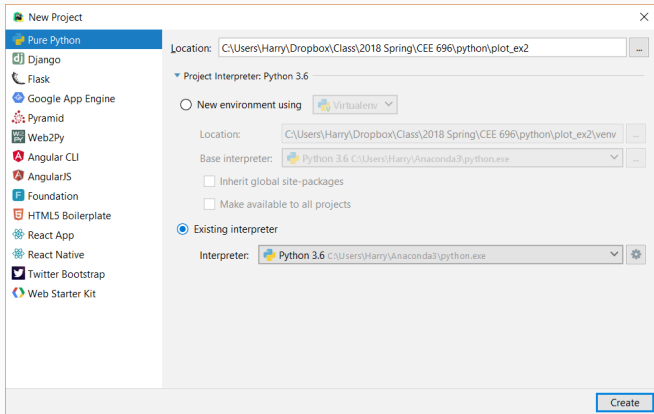 New Project
Pure Python
Django
Flask
Google App Engine
Pyramid
Web2Py
Angular CLI
AngularJS
Foundation
HTML5 Boilerplate
React App
React Native
Twitter Bootstrap
Web Starter Kit
Location: C:\Users\Harry\Dropbox\Class\2018 Spring\CEE 696\python\plot_ex2 ...
Project Interpreter: Python 3.6
New environment using Virtualenv
Location: C:\Users\Harry\Dropbox\Class\2018 Spring\CEE 696\python\plot_ex2\venv ...
Base interpreter: Python 3.6 C:\Users\Harry\Anaconda3\python.exe ...
Inherit global site-packages
Make available to all projects
Existing interpreter
Interpreter: Python 3.6 C:\Users\Harry\Anaconda3\python.exe
Create